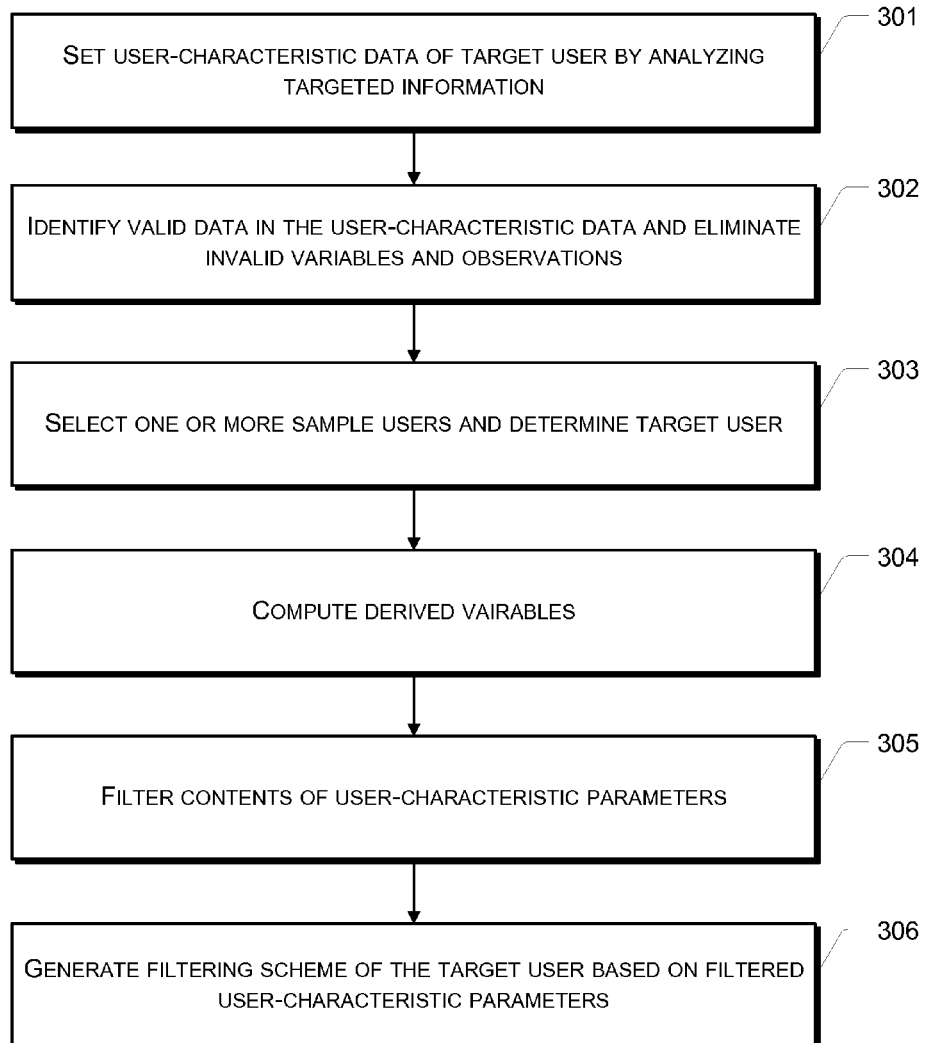 301
SET USER-CHARACTERISTIC DATA OF TARGET USER BY ANALYZING
TARGETED INFORMATION
302
IDENTIFY VALID DATA IN THE USER-CHARACTERISTIC DATA AND ELIMINATE
INVALID VARIABLES AND OBSERVATIONS
303
SELECT ONE OR MORE SAMPLE USERS AND DETERMINE TARGET USER
304
COMPUTE DERIVED VAIRABLES
305
FILTER CONTENTS OF USER-CHARACTERISTIC PARAMETERS
306
GENERATE FILTERING SCHEME OF THE TARGET USER BASED ON FILTERED
USER-CHARACTERISTIC PARAMETERS